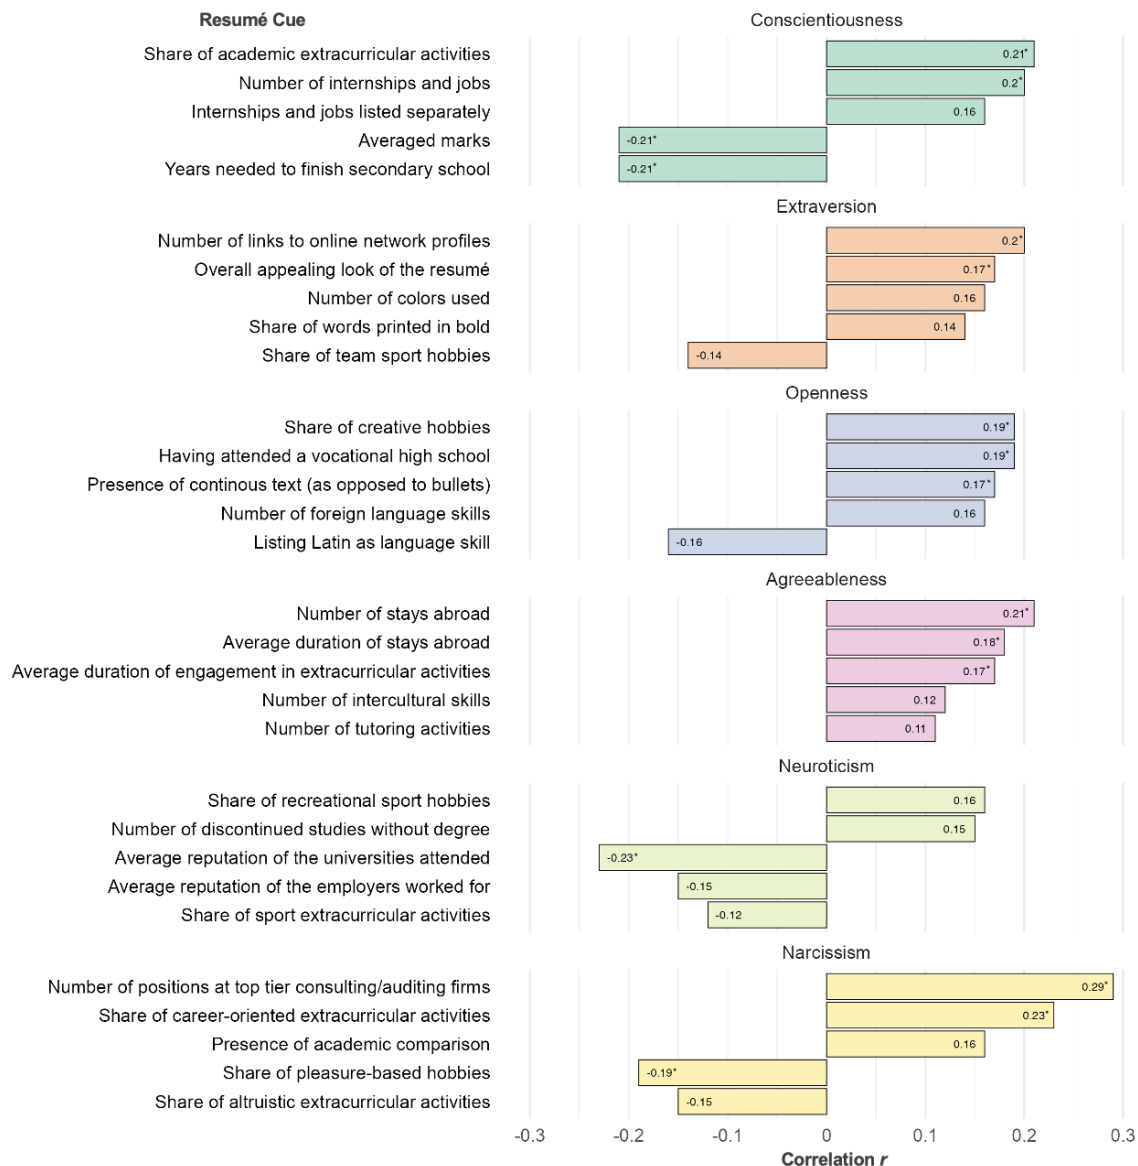 Resumé Cue
Conscientiousness
Share of academic extracurricular activities 0.21*
Number of internships and jobs 0.2*
Internships and jobs listed separately 0.16
Averaged marks -0.21*
Years needed to finish secondary school -0.21*
Extraversion
Number of links to online network profiles 0.2*
Overall appealing look of the resumé 0.17*
Number of colors used 0.16
Share of words printed in bold 0.14
Share of team sport hobbies -0.14
Openness
Share of creative hobbies 0.19*
Having attended a vocational high school 0.19*
Presence of continous text (as opposed to bullets) 0.17*
Number of foreign language skills 0.16
Listing Latin as language skill -0.16
Agreeableness
Number of stays abroad 0.21*
Average duration of stays abroad 0.18*
Average duration of engagement in extracurricular activities 0.17*
Number of intercultural skills 0.12
Number of tutoring activities 0.11
Neuroticism
Share of recreational sport hobbies 0.16
Number of discontinued studies without degree 0.15
Average reputation of the universities attended -0.23*
Average reputation of the employers worked for -0.15
Share of sport extracurricular activities -0.12
Narcissism
Number of positions at top tier consulting/auditing firms 0.29*
Share of career-oriented extracurricular activities 0.23*
Presence of academic comparison 0.16
Share of pleasure-based hobbies -0.19*
Share of altruistic extracurricular activities -0.15
-0.3 -0.2 -0.1 0 0.1 0.2 0.3
Correlation r